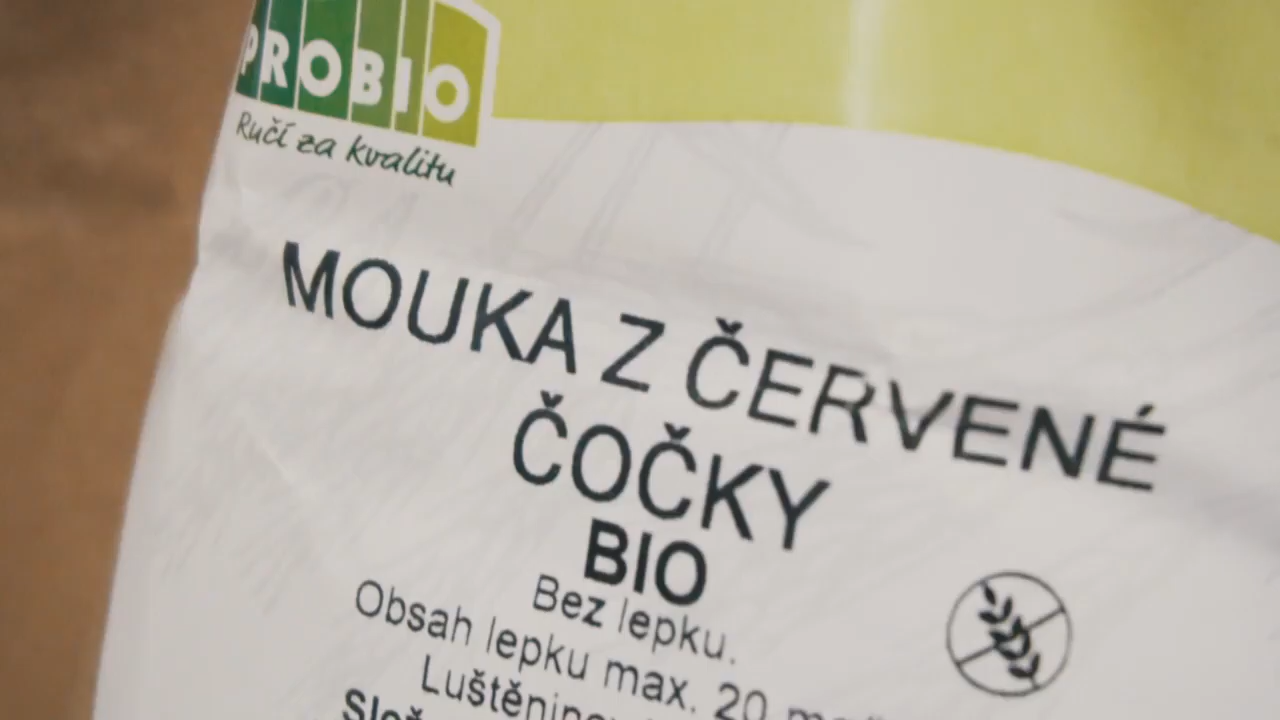 PROBIO
Ručí za kvalitu
MOUKA Z ČERVENÉ
ČOČKY
BIO
Bez lepku.
Obsah lepku max. 20